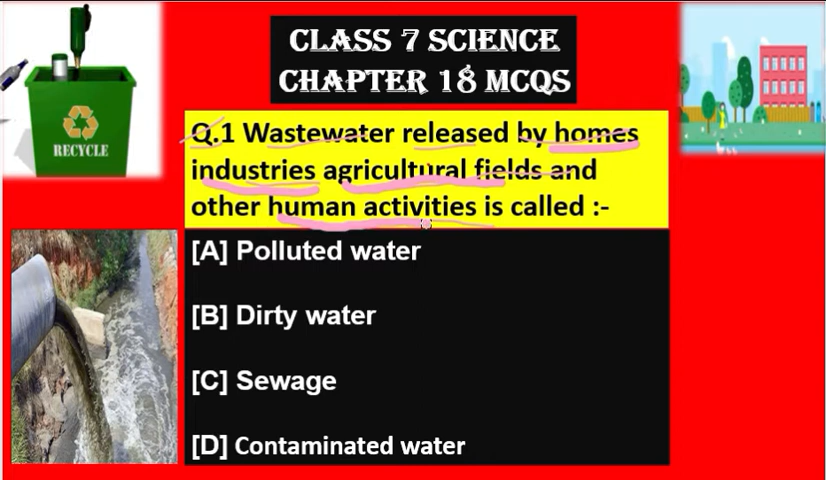 CLASS 7 SCIENCE
CHAPTER 18 MCQS
RECYCLE
Q.1 Wastewater released by homes
industries agricultural fields and
other human activities is called :-
[A] Polluted water
[B] Dirty water
[C] Sewage
[D] Contaminated water